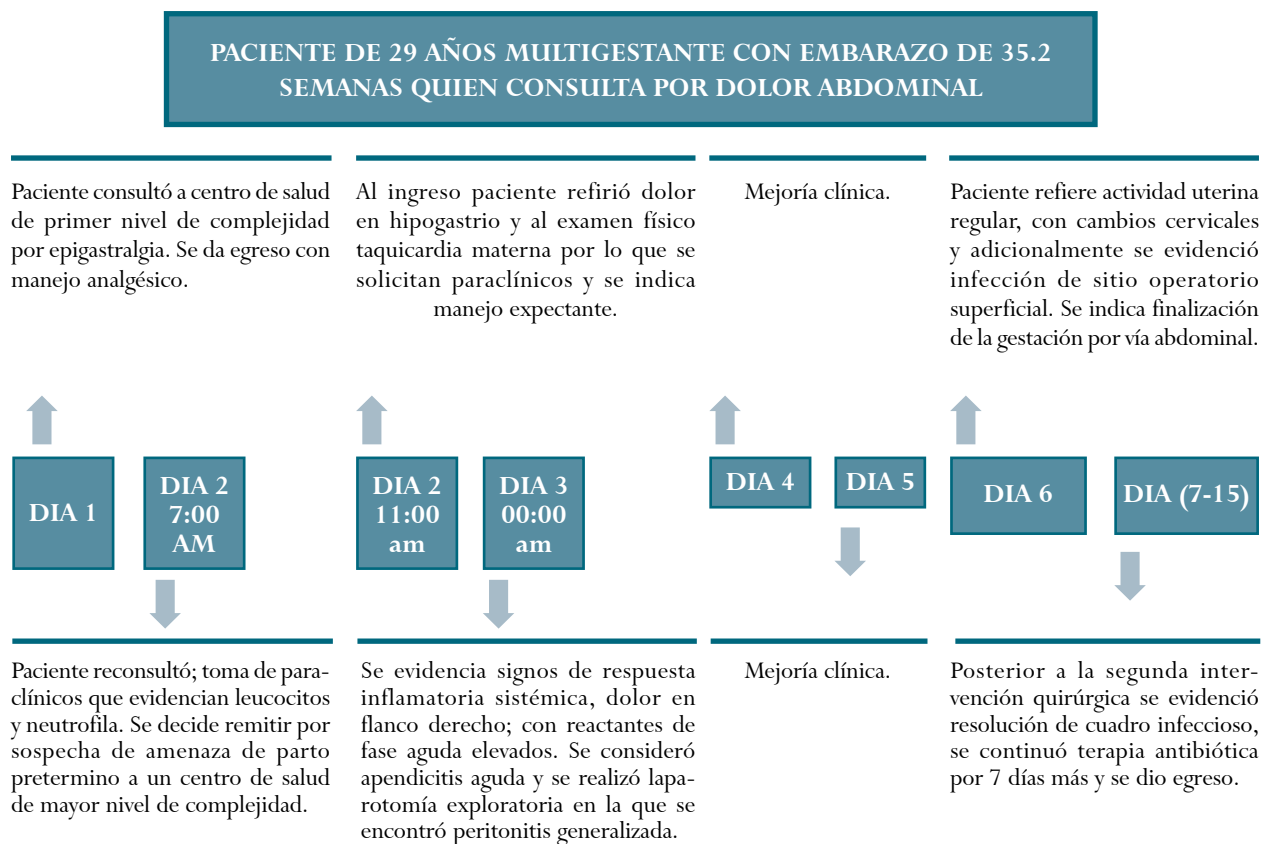 PACIENTE DE 29 AÑOS MULTIGESTANTE CON EMBARAZO DE 35.2
SEMANAS QUIEN CONSULTA POR DOLOR ABDOMINAL
Paciente consultó a centro de salud
de primer nivel de complejidad
por epigastralgia. Se da egreso con
manejo analgésico.
Al ingreso paciente refirió dolor
en hipogastrio y al examen físico
taquicardia materna por lo que se
solicitan paraclínicos y se indica
manejo expectante.
Mejoría clínica.
Paciente refiere actividad uterina
regular, con cambios cervicales
y adicionalmente se evidenció
infección de sitio operatorio
superficial. Se indica finalización
de la gestación por vía abdominal.
DIA 1
DIA 2
7:00
AM
DIA 2
11:00
am
DIA 3
00:00
am
DIA 4
DIA 5
DIA 6
DIA (7-15)
Paciente reconsultó; toma de para-
clínicos que evidencian leucocitos
y neutrofila. Se decide remitir por
sospecha de amenaza de parto
pretermino a un centro de salud
de mayor nivel de complejidad.
Se evidencia signos de respuesta
inflamatoria sistémica, dolor en
flanco derecho; con reactantes de
fase aguda elevados. Se consideró
apendicitis aguda y se realizó lapa-
rotomía exploratoria en la que se
encontró peritonitis generalizada.
Mejoría clínica.
Posterior a la segunda inter-
vención quirúrgica se evidenció
resolución de cuadro infeccioso,
se continuó terapia antibiótica
por 7 días más y se dio egreso.